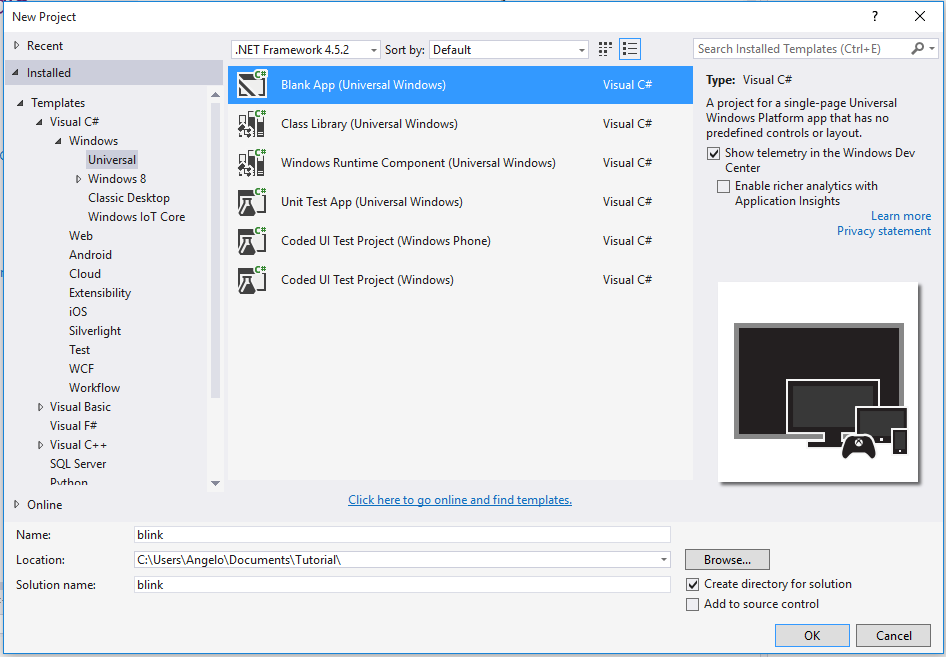 New Project
?
Recent
.NET Framework 4.5.2
Sort by:
Default
Search Installed Templates (Ctrl+E)
Installed
Templates
Visual C#
Windows
Universal
Windows 8
Classic Desktop
Windows IoT Core
Web
Android
Cloud
Extensibility
iOS
Silverlight
Test
WCF
Workflow
Visual Basic
Visual F#
Visual C++
SQL Server
Python
Online
C#
Blank App (Universal Windows)
Visual C#
C#
Class Library (Universal Windows)
Visual C#
C#
Windows Runtime Component (Universal Windows)
Visual C#
C#
Unit Test App (Universal Windows)
Visual C#
C#
Coded UI Test Project (Windows Phone)
Visual C#
C#
Coded UI Test Project (Windows)
Visual C#
Click here to go online and find templates.
Type: Visual C#
A project for a single-page Universal
Windows Platform app that has no
predefined controls or layout.
Show telemetry in the Windows Dev
Center
Enable richer analytics with
Application Insights
Learn more
Privacy statement
Name:
blink
Location:
C:\Users\Angelo\Documents\Tutorial\
Browse...
Solution name:
blink
Create directory for solution
Add to source control
OK
Cancel